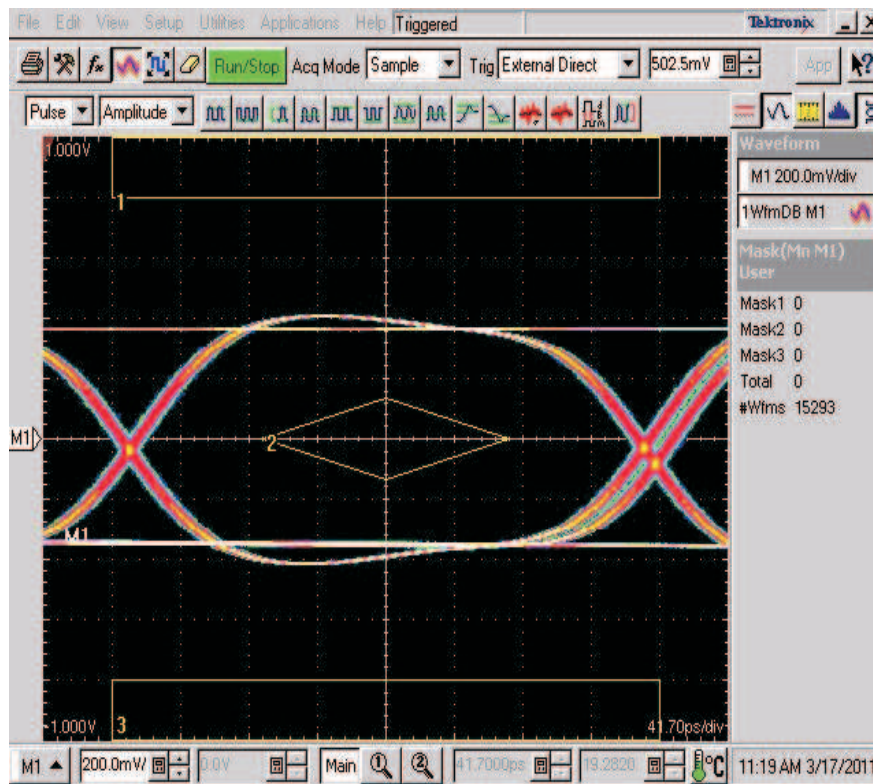 File Edit View Setup Utilities Applications Help Triggered Tektronix
Run/Stop Acq Mode Sample Trig External Direct 502.5mV App
Pulse Amplitude
1.000V
1
Waveform
M1 200.0mV/div
1WfmDB M1
Mask(Mn M1)
User
Mask1 0
Mask2 0
Mask3 0
Total 0
#Wfms 15293
M1
2
M1
3
-1.000V
41.70ps/div
M1 200.0mV/ 0.0V Main 1 2 41.7000ps 19.2820 °C 11:19 AM 3/17/2011